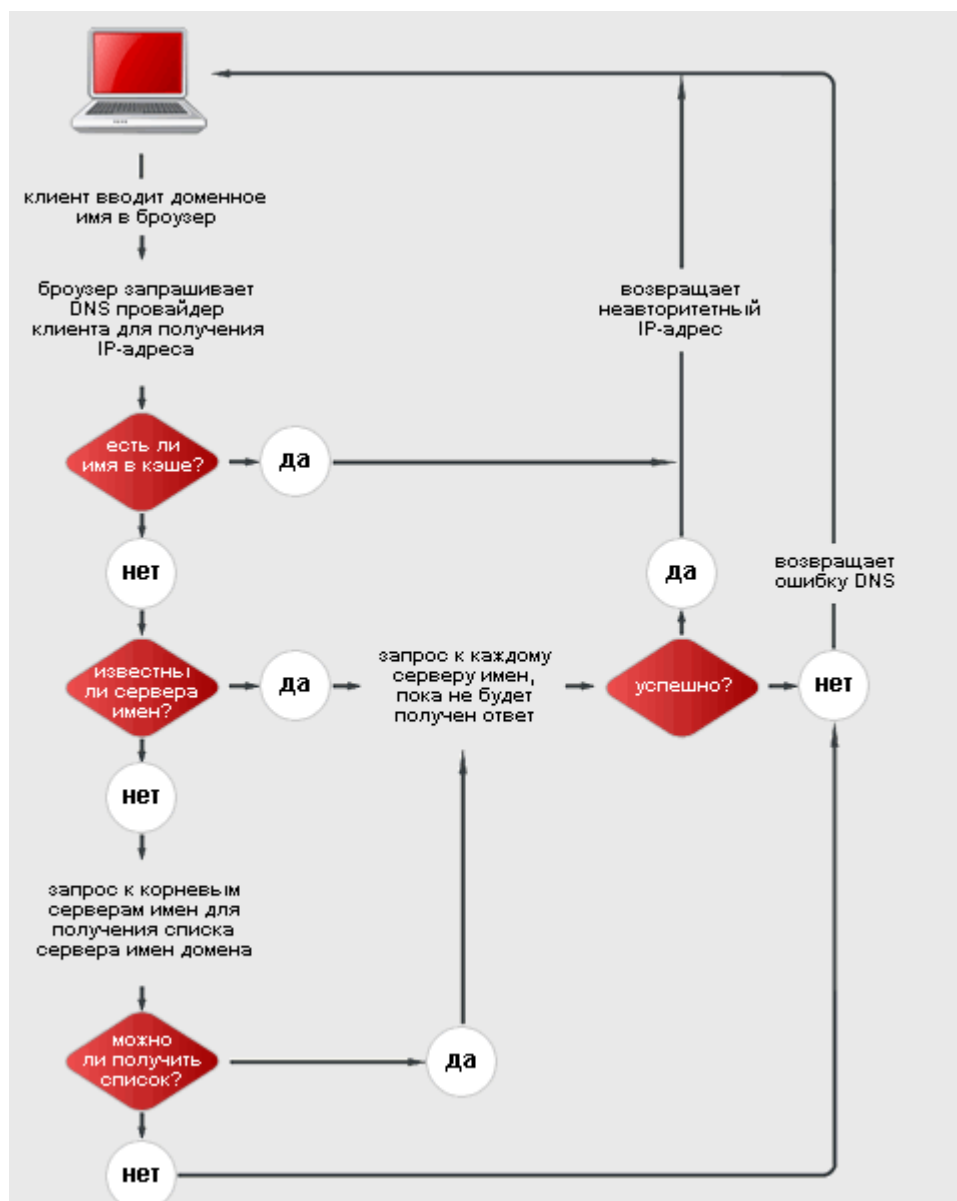 клиент вводит доменное
имя в броузер
броузер запрашивает
DNS провайдер
клиента для получения
IP-адреса
возвращает
неавторитетный
IP-адрес
есть ли
имя в кэше?
да
нет
да
возвращает
ошибку DNS
известны
ли сервера
имен?
да
запрос к каждому
серверу имен,
пока не будет
получен ответ
успешно?
нет
нет
запрос к корневым
серверам имен для
получения списка
сервера имен домена
можно
ли получить
список?
да
нет